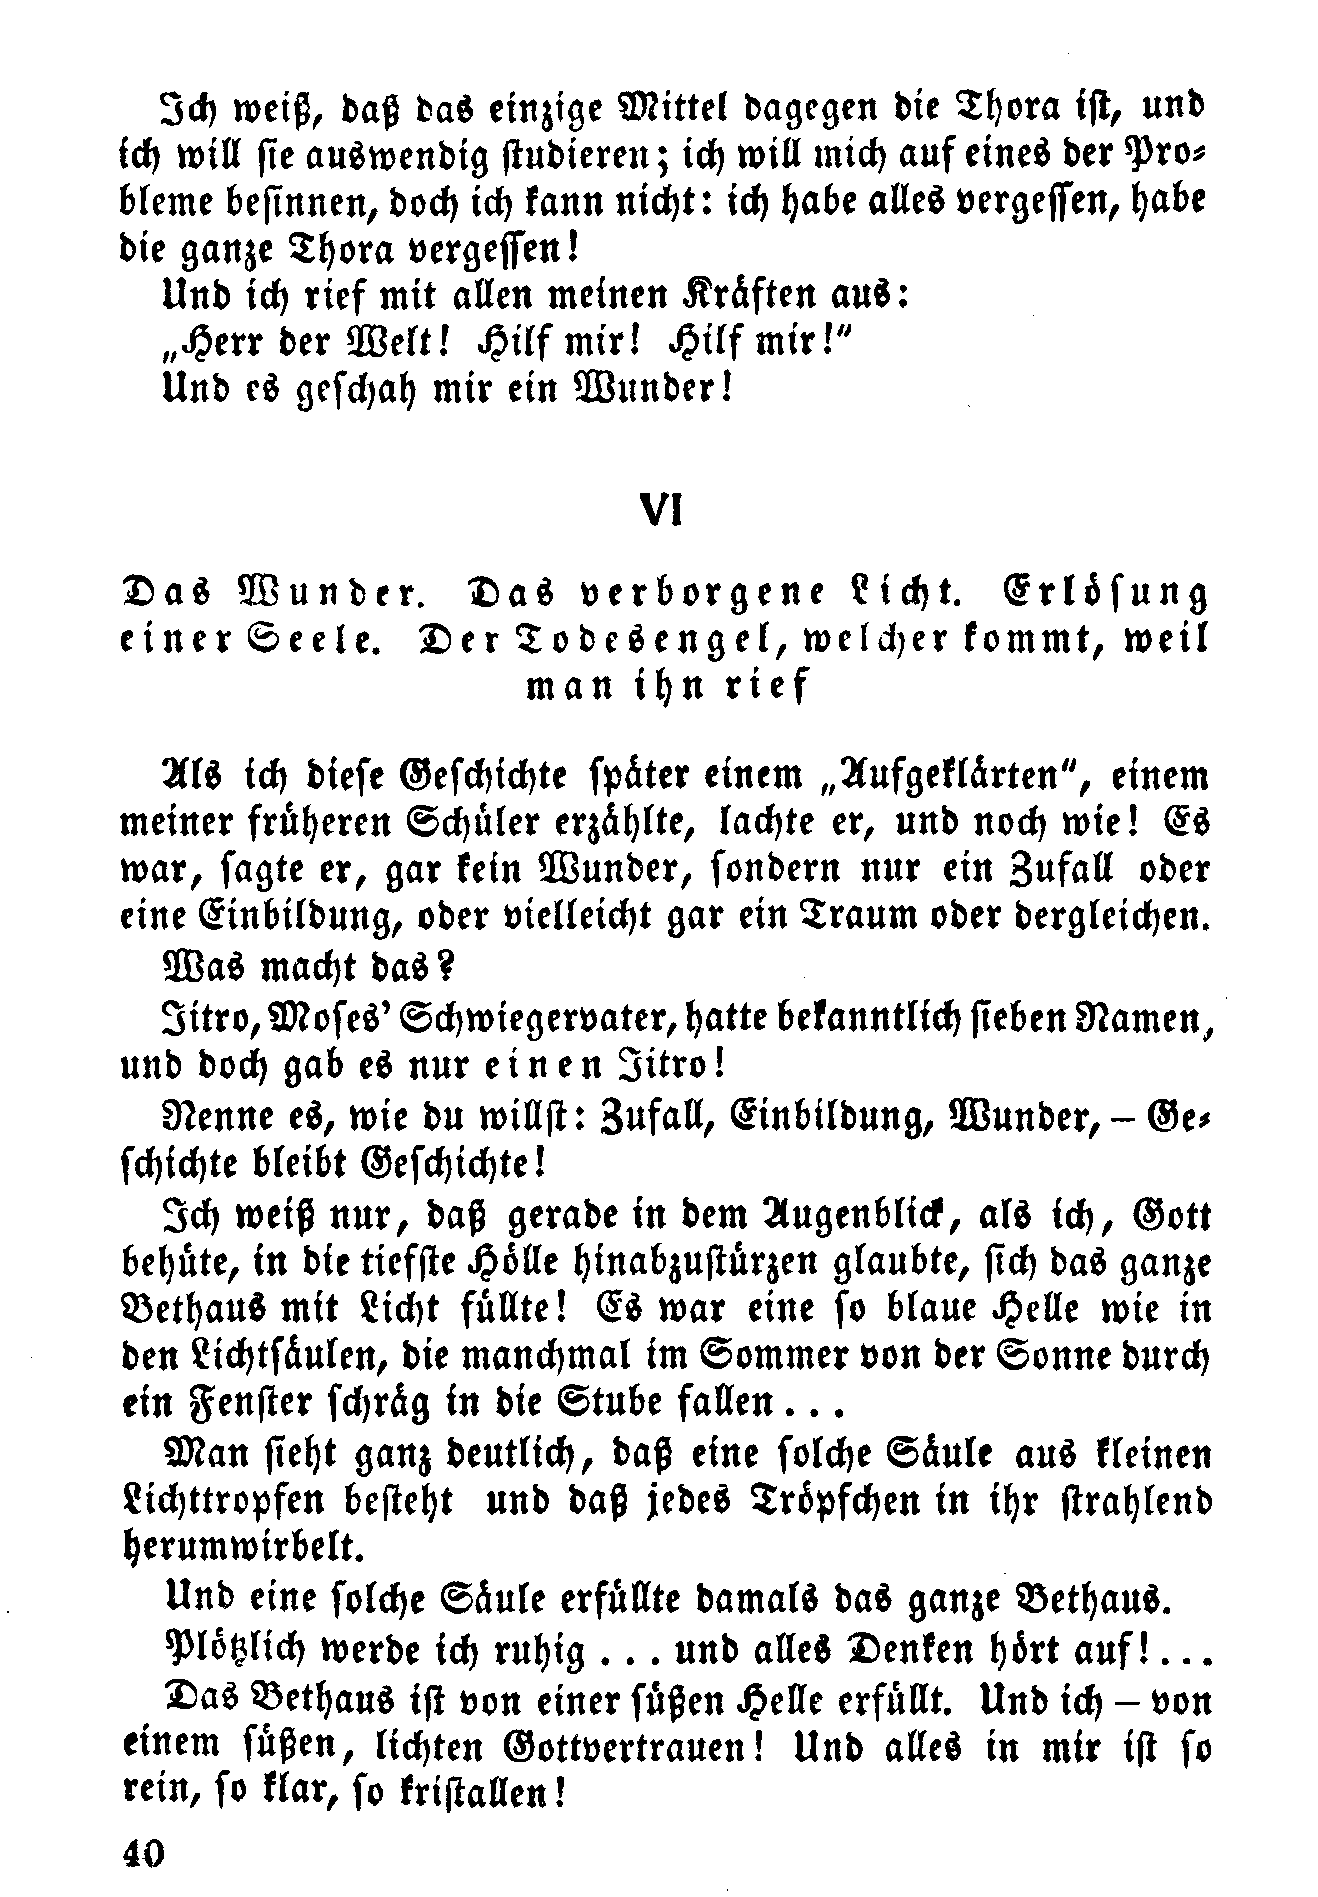 Ich weiß, daß das einzige Mittel dagegen die Thora ist, und
ich will sie auswendig studieren; ich will mich auf eines der Pro-
bleme besinnen, doch ich kann nicht: ich habe alles vergessen, habe
die ganze Thora vergessen!
Und ich rief mit allen meinen Kräften aus:
„Herr der Welt! Hilf mir! Hilf mir!“
Und es geschah mir ein Wunder!
VI
Das Wunder. Das verborgene Licht. Erlösung
einer Seele. Der Todesengel, welcher kommt, weil
man ihn rief
Als ich diese Geschichte später einem „Aufgeklärten“, einem
meiner früheren Schüler erzählte, lachte er, und noch wie! Es
war, sagte er, gar kein Wunder, sondern nur ein Zufall oder
eine Einbildung, oder vielleicht gar ein Traum oder dergleichen.
Was macht das?
Jitro, Moses’ Schwiegervater, hatte bekanntlich sieben Namen,
und doch gab es nur einen Jitro!
Nenne es, wie du willst: Zufall, Einbildung, Wunder, – Ge-
schichte bleibt Geschichte!
Ich weiß nur, daß gerade in dem Augenblick, als ich, Gott
behüte, in die tiefste Hölle hinabzustürzen glaubte, sich das ganze
Bethaus mit Licht füllte! Es war eine so blaue Helle wie in
den Lichtsäulen, die manchmal im Sommer von der Sonne durch
ein Fenster schräg in die Stube fallen . . .
Man sieht ganz deutlich, daß eine solche Säule aus kleinen
Lichttropfen besteht und daß jedes Tröpfchen in ihr strahlend
herumwirbelt.
Und eine solche Säule erfüllte damals das ganze Bethaus.
Plötzlich werde ich ruhig . . . und alles Denken hört auf! . . .
Das Bethaus ist von einer süßen Helle erfüllt. Und ich – von
einem süßen, lichten Gottvertrauen! Und alles in mir ist so
rein, so klar, so kristallen!
40